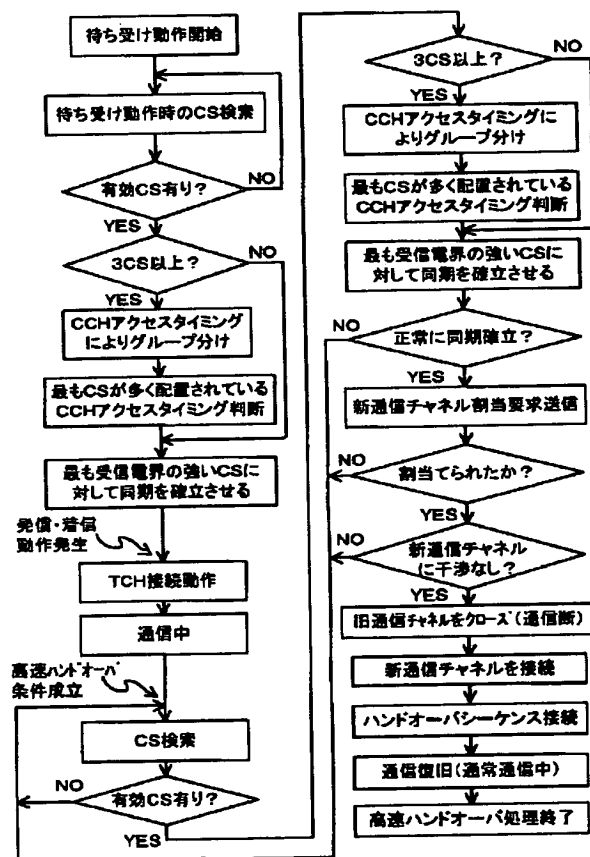 待ち受け動作開始
待ち受け動作時のCS検索
有効CS有り?
NO
YES
3CS以上?
NO
YES
CCHアクセスタイミング
によりグループ分け
最もCSが多く配置されている
CCHアクセスタイミング判断
最も受信電界の強いCSに
対して同期を確立させる
発信・着信
動作発生
TCH接続動作
通信中
高速ハンドオーバ
条件成立
CS検索
有効CS有り?
NO
YES
3CS以上?
NO
YES
CCHアクセスタイミングに
よりグループ分け
最もCSが多く配置されている
CCHアクセスタイミング判断
最も受信電界の強いCSに
対して同期を確立させる
正常に同期確立?
NO
YES
新通信チャネル割当要求送信
割当てられたか?
NO
YES
新通信チャネル
に干渉なし?
NO
YES
旧通信チャネルをクローズ(通信断)
新通信チャネルを接続
ハンドオーバシーケンス接続
通信復旧(通常通信中)
高速ハンドオーバ処理終了